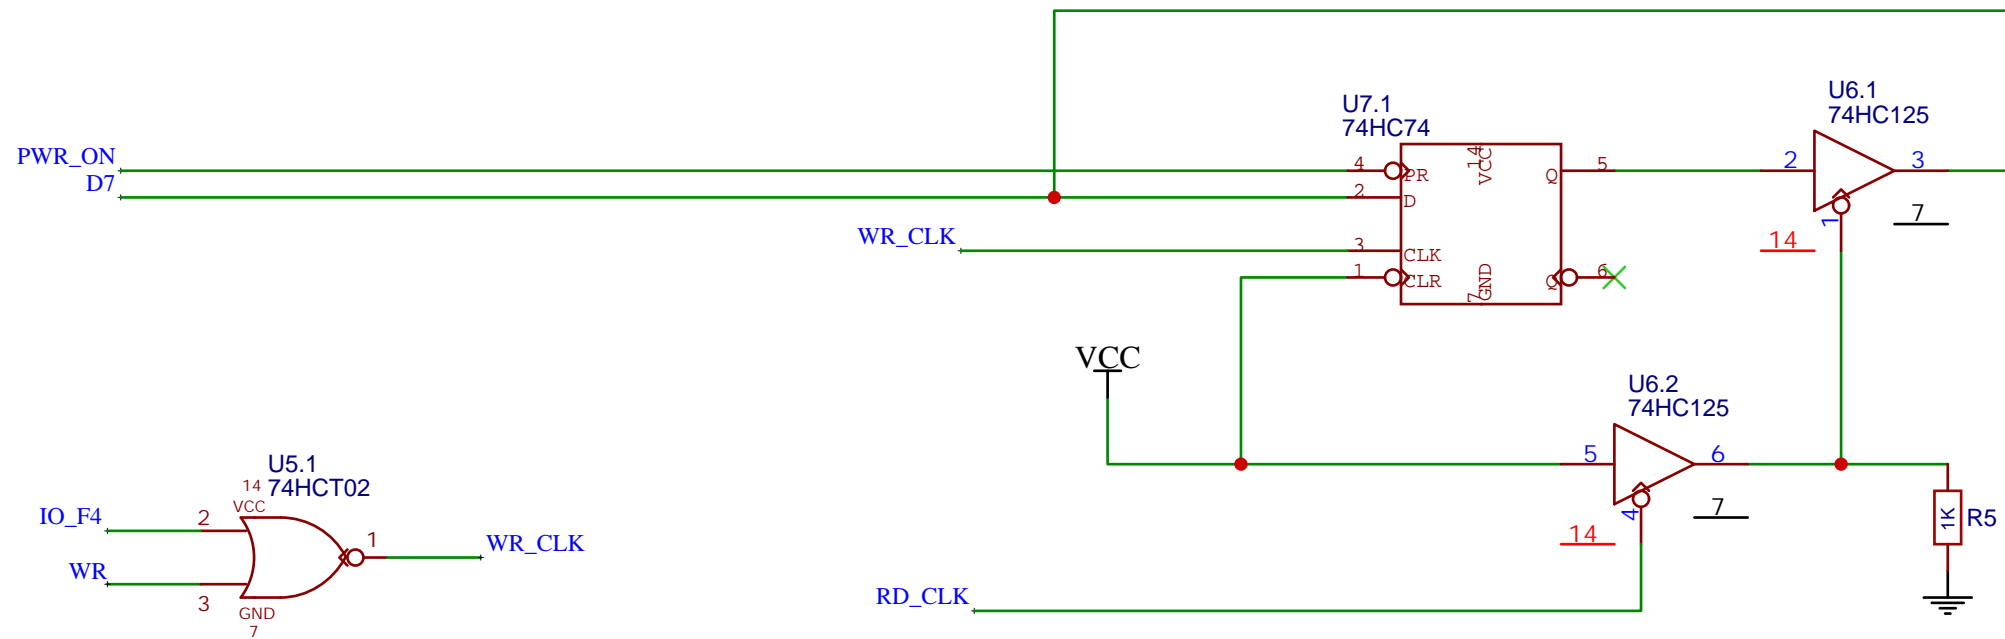 U6.1
74HC125
U7.1
74HC74
PWR_ON
D7
4
PR
14
VCC
Q
5
2
3
2
D
1
7
14
WR_CLK
3
CLK
1
CLR
7
GND
Q
6
VCC
U6.2
74HC125
5
6
4
7
14
1K
R5
RD_CLK
U5.1
14
74HCT02
VCC
IO_F4
2
1
WR_CLK
WR
3
GND
7